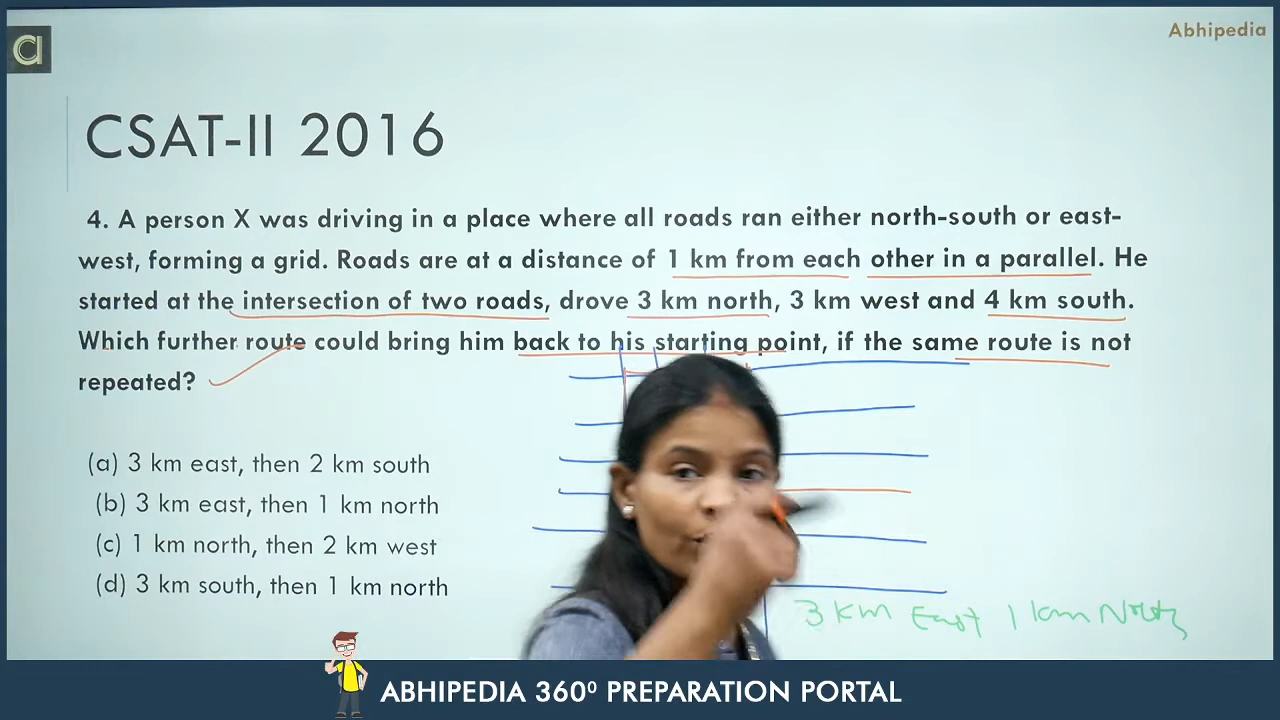 Abhipedia
a
CSAT-II 2016
4. A person X was driving in a place where all roads ran either north-south or east-
west, forming a grid. Roads are at a distance of 1 km from each other in a parallel. He
started at the intersection of two roads, drove 3 km north, 3 km west and 4 km south.
Which further route could bring him back to his starting point, if the same route is not
repeated?
(a) 3 km east, then 2 km south
(b) 3 km east, then 1 km north
(c) 1 km north, then 2 km west
(d) 3 km south, then 1 km north
3 km East 1 km North
ABHIPEDIA 360⁰ PREPARATION PORTAL